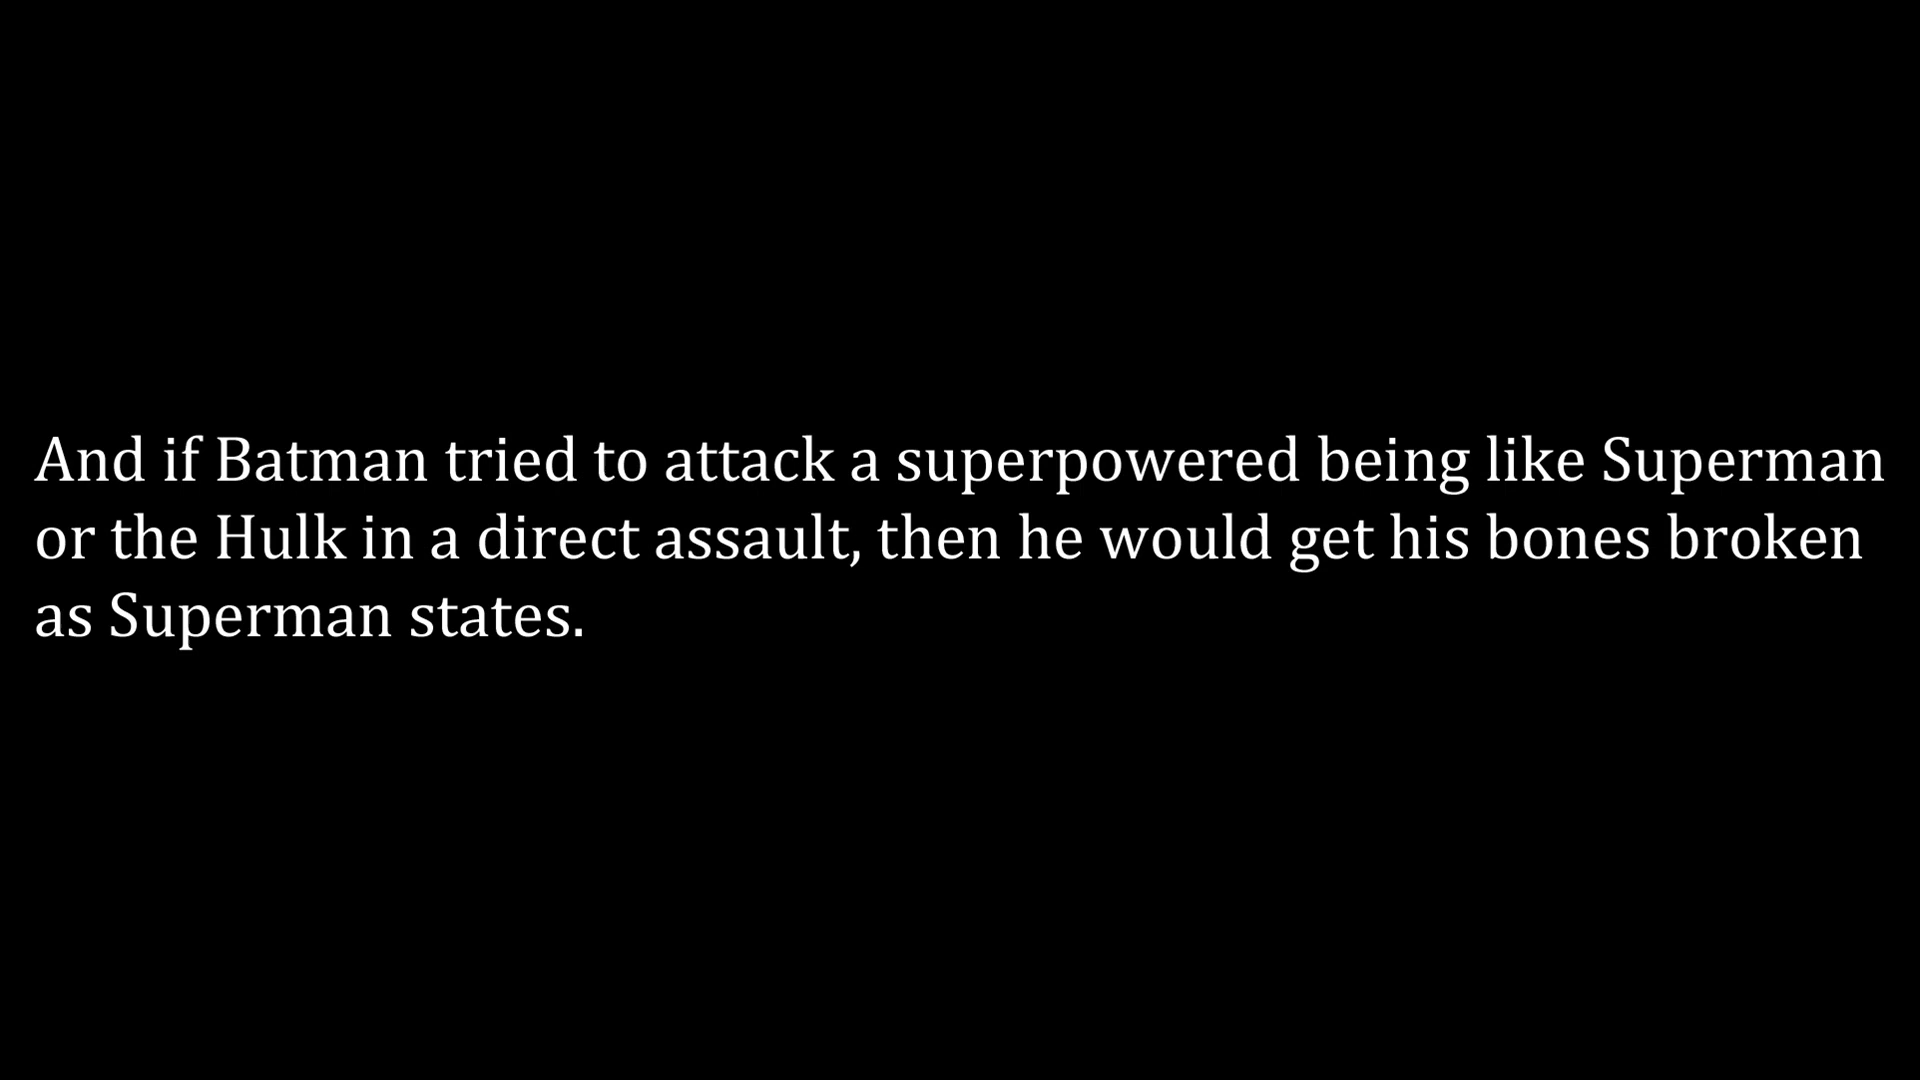 And if Batman tried to attack a superpowered being like Superman
or the Hulk in a direct assault, then he would get his bones broken
as Superman states.